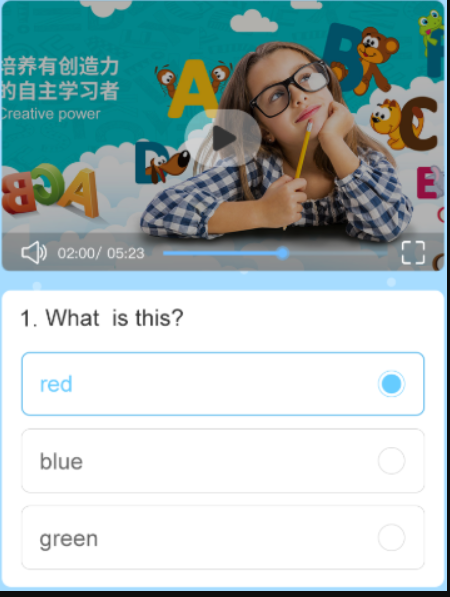 培养有创造力
的自主学习者
Creative power
A
B
D
C
E
A C B
02:00/ 05:23
1. What is this?
red
blue
green